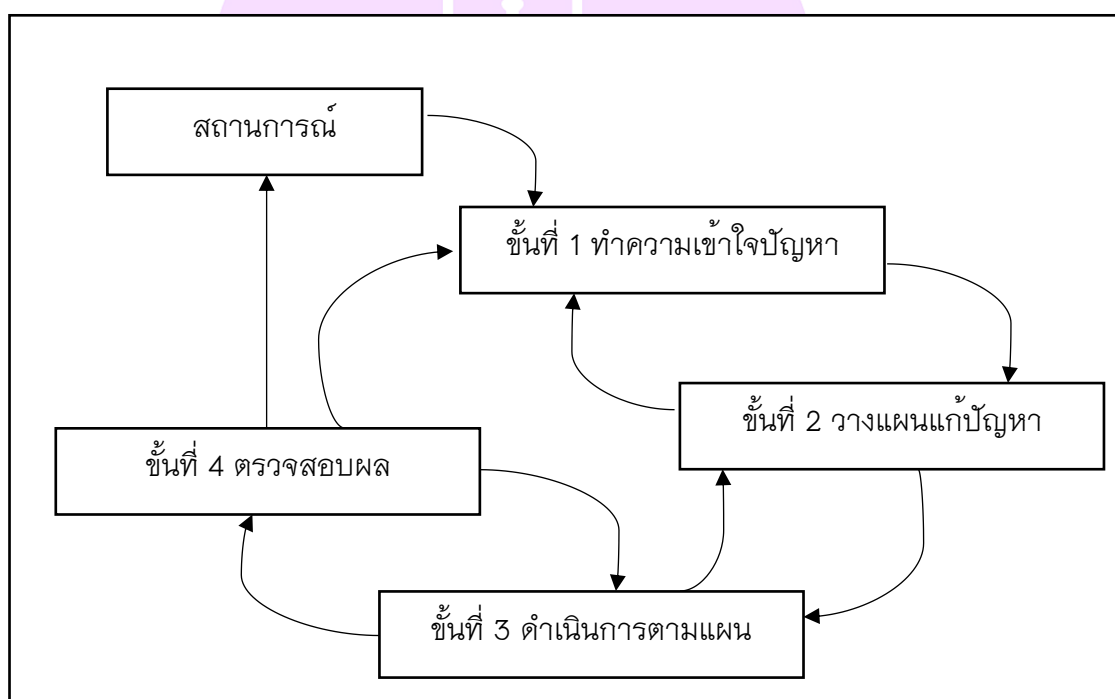 สถานการณ์
ขั้นที่ 1 ทำความเข้าใจปัญหา
ขั้นที่ 2 วางแผนแก้ปัญหา
ขั้นที่ 4 ตรวจสอบผล
ขั้นที่ 3 ดำเนินการตามแผน